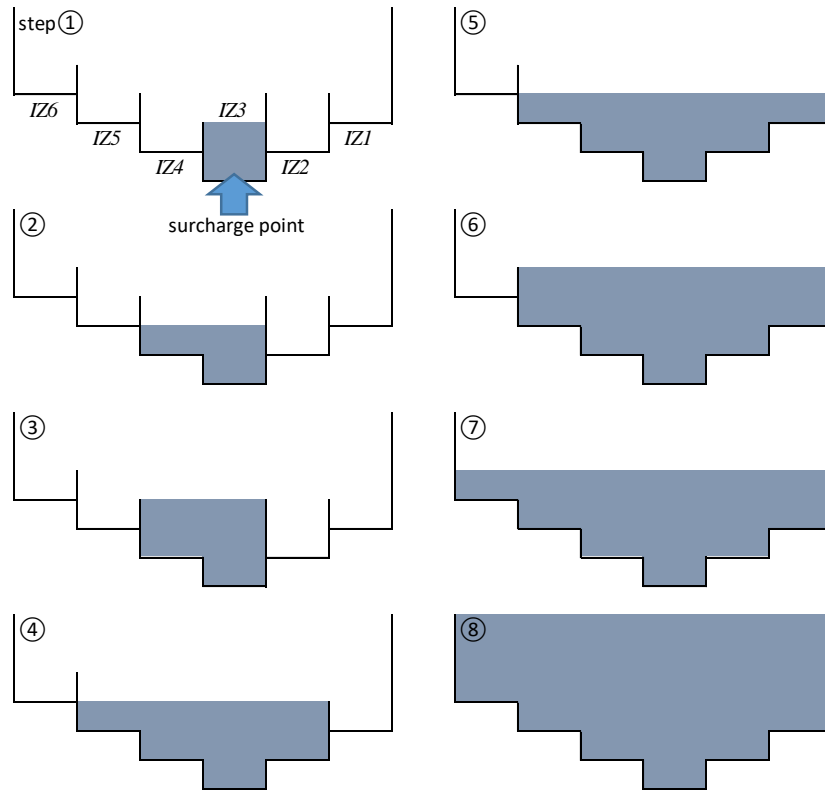 step①
IZ6
IZ5
IZ4
IZ3
IZ2
IZ1
surcharge point
②
③
④
⑤
⑥
⑦
⑧